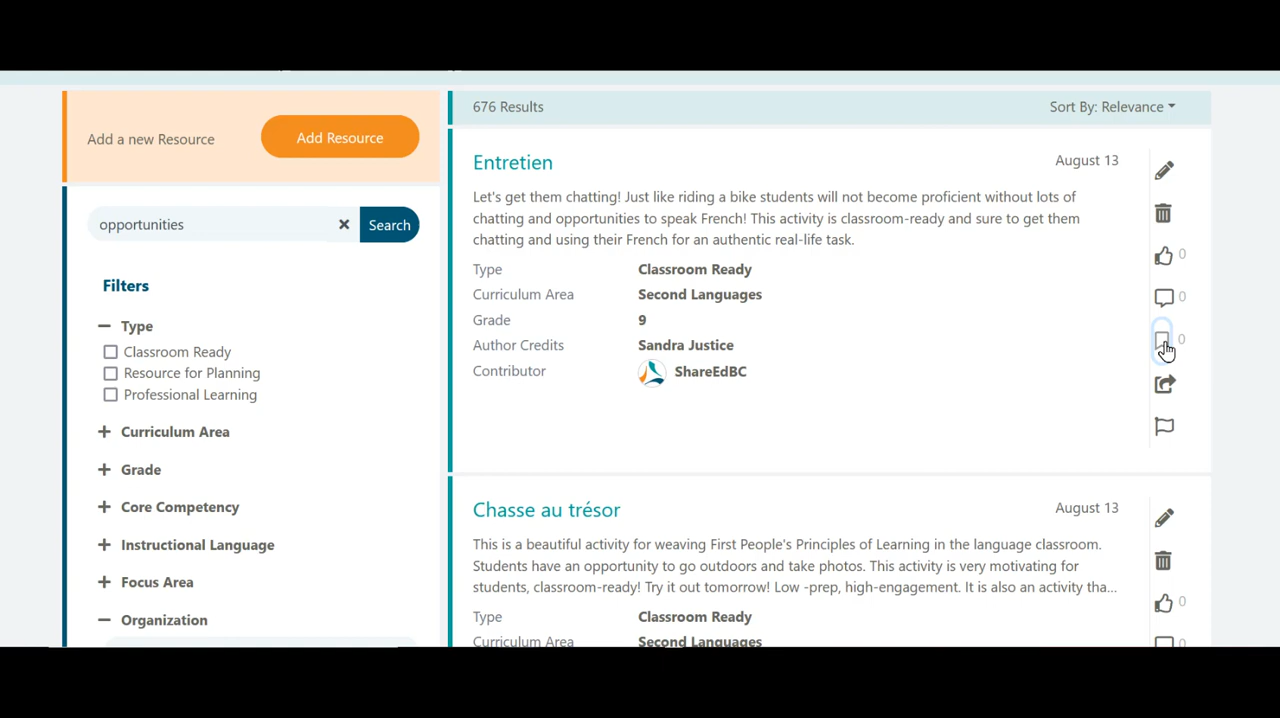 Add a new Resource
Add Resource
opportunities
Search
Filters
Type
Classroom Ready
Resource for Planning
Professional Learning
Curriculum Area
Grade
Core Competency
Instructional Language
Focus Area
Organization
676 Results
Sort By: Relevance
Entretien
August 13
Let's get them chatting! Just like riding a bike students will not become proficient without lots of
chatting and opportunities to speak French! This activity is classroom-ready and sure to get them
chatting and using their French for an authentic real-life task.
Type Classroom Ready
Curriculum Area Second Languages
Grade 9
Author Credits Sandra Justice
Contributor ShareEdBC
0
0
0
Chasse au trésor
August 13
This is a beautiful activity for weaving First People's Principles of Learning in the language classroom.
Students have an opportunity to go outdoors and take photos. This activity is very motivating for
students, classroom-ready! Try it out tomorrow! Low -prep, high-engagement. It is also an activity tha...
Type Classroom Ready
Curriculum Area Second Languages
0
0